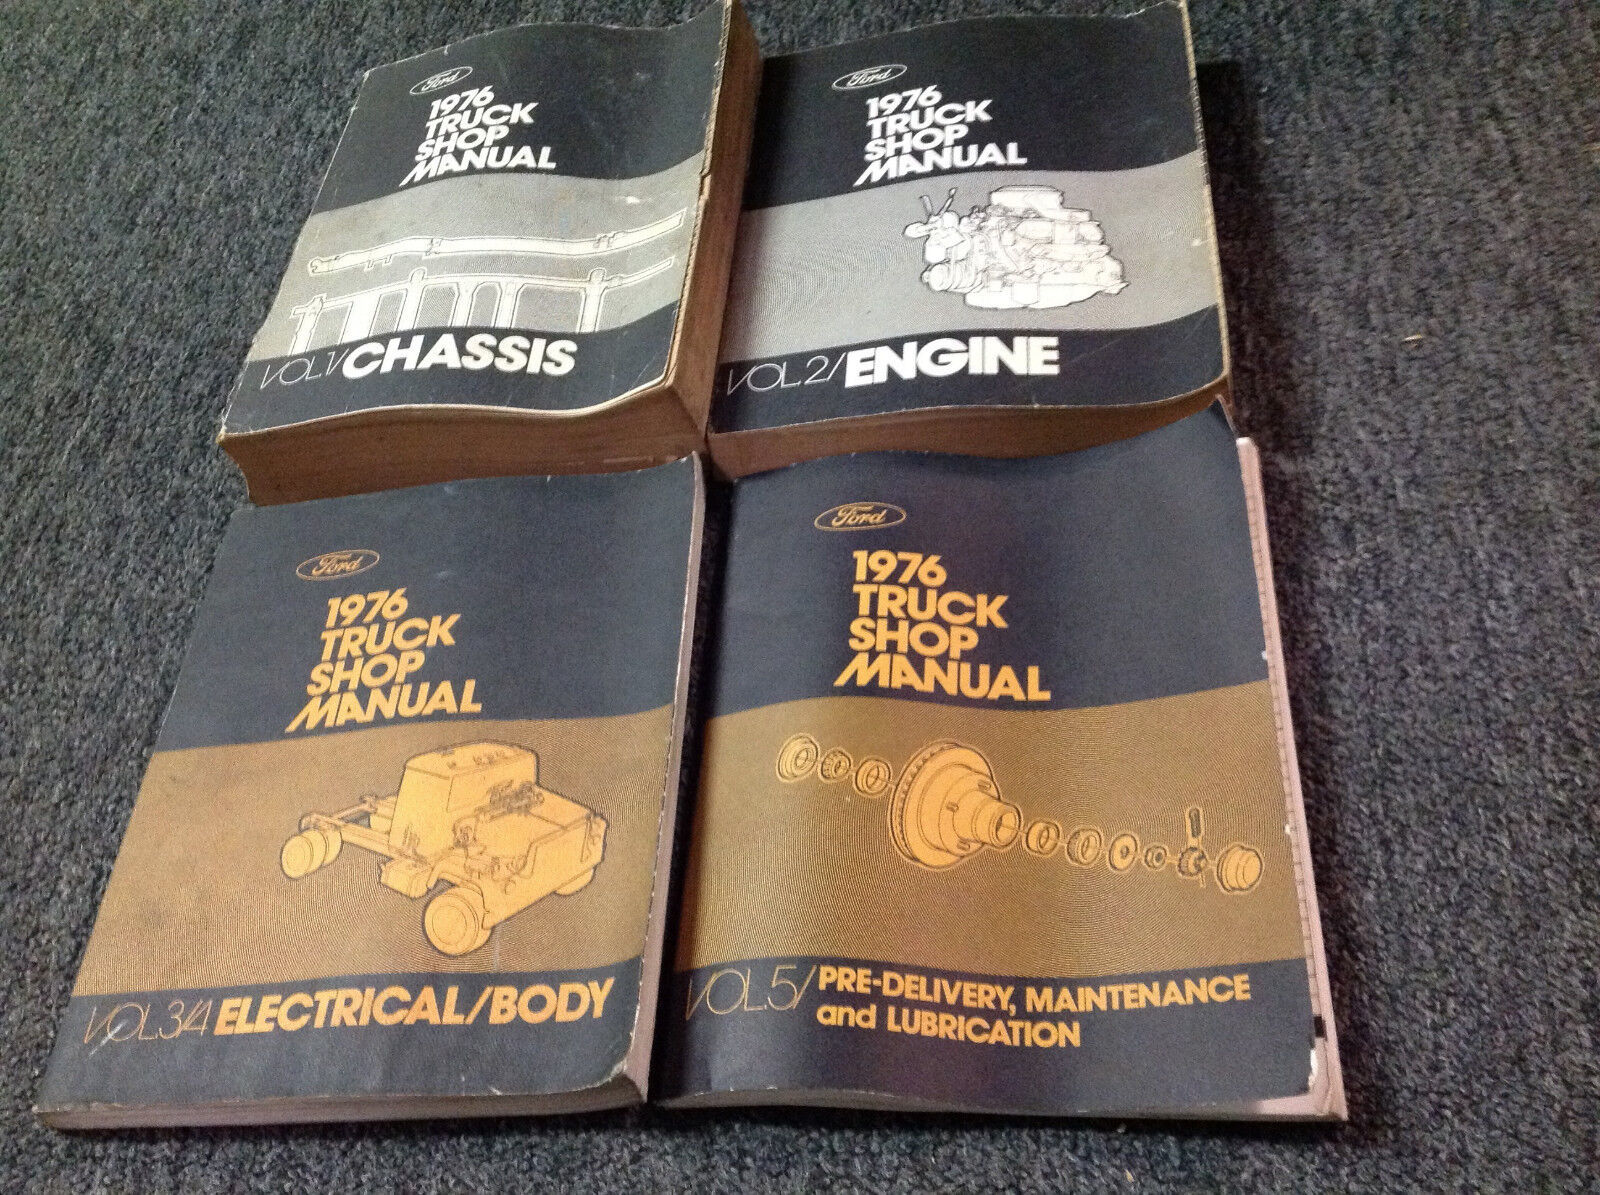 Ford
1976
TRUCK
SHOP
MANUAL
VOL.1/CHASSIS
Ford
1976
TRUCK
SHOP
MANUAL
VOL.2/ENGINE
Ford
1976
TRUCK
SHOP
MANUAL
VOL.3/4 ELECTRICAL/BODY
Ford
1976
TRUCK
SHOP
MANUAL
VOL.5/ PRE-DELIVERY, MAINTENANCE
and LUBRICATION